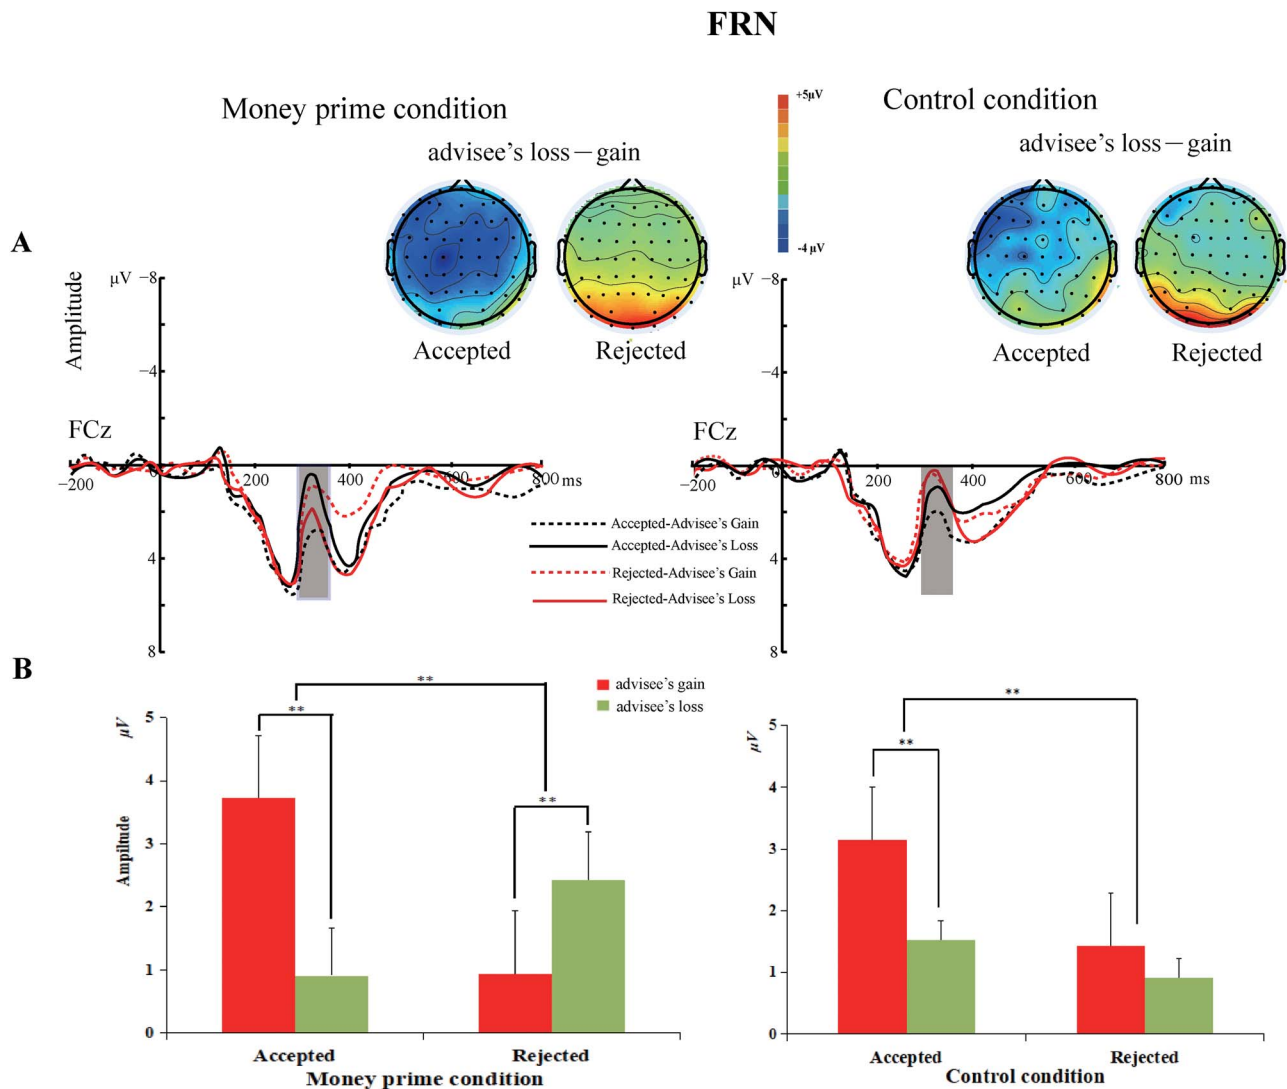 FRN
Money prime condition
Control condition
+5μV
-4 μV
advisee's loss－gain
advisee's loss－gain
A
Accepted
Rejected
Accepted
Rejected
Amplitude
μV
−8
−4
0
4
8
FCz
−200
200
400
600
800 ms
μV
−8
−4
0
4
8
FCz
−200
200
400
600
800 ms
Accepted-Advisee's Gain
Accepted-Advisee's Loss
Rejected-Advisee's Gain
Rejected-Advisee's Loss
B
advisee's gain
advisee's loss
μV
Ampiltude
5
4
3
2
1
0
**
**
**
Accepted
Rejected
Money prime condition
μV
5
4
3
2
1
0
**
**
Accepted
Rejected
Control condition